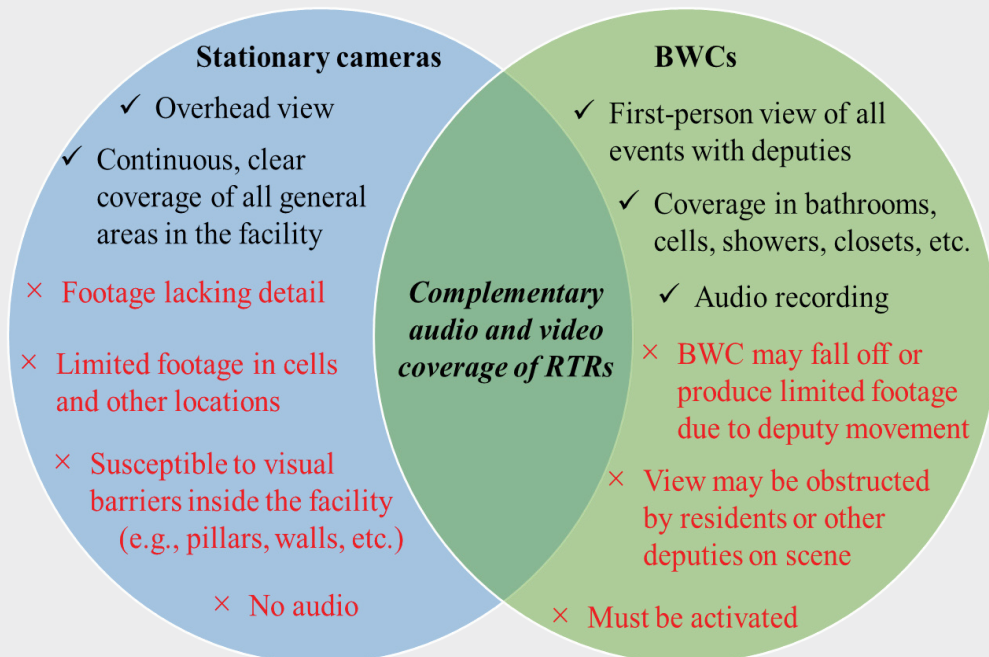 Stationary cameras
✓ Overhead view
✓ Continuous, clear
coverage of all general
areas in the facility
× Footage lacking detail
× Limited footage in cells
and other locations
× Susceptible to visual
barriers inside the facility
(e.g., pillars, walls, etc.)
× No audio
Complementary
audio and video
coverage of RTRs
BWCs
✓ First-person view of all
events with deputies
✓ Coverage in bathrooms,
cells, showers, closets, etc.
✓ Audio recording
× BWC may fall off or
produce limited footage
due to deputy movement
× View may be obstructed
by residents or other
deputies on scene
× Must be activated